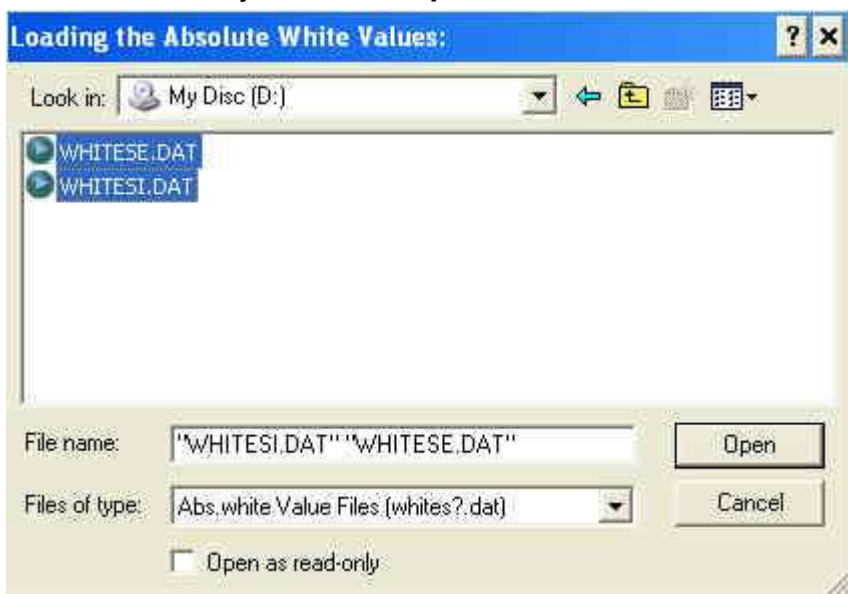 Loading the Absolute White Values:
Look in: My Disc (D:)
WHITESE.DAT
WHITESI.DAT
File name: "WHITESI.DAT" "WHITESE.DAT" Open
Files of type: Abs.white Value Files (whites?.dat) Cancel
Open as read-only